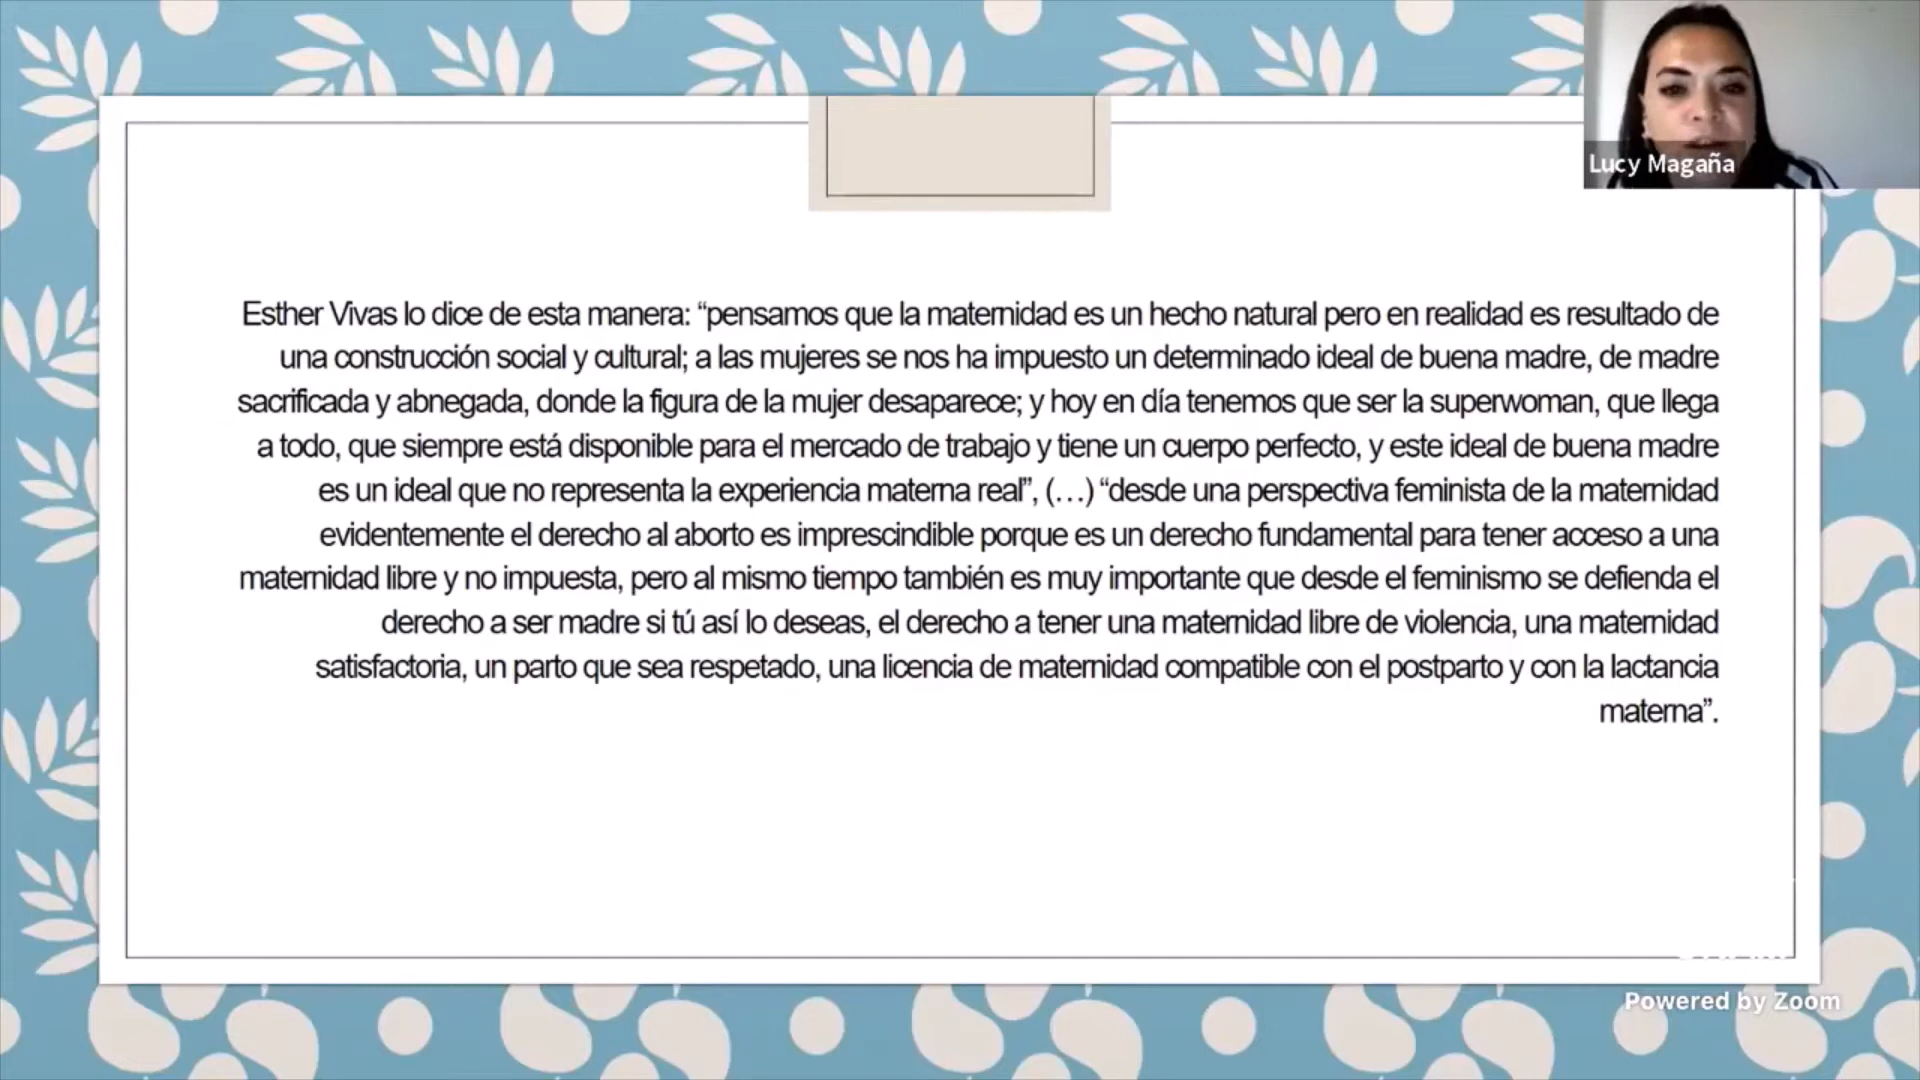 Lucy Magaña
Esther Vivas lo dice de esta manera: “pensamos que la maternidad es un hecho natural pero en realidad es resultado de
una construcción social y cultural; a las mujeres se nos ha impuesto un determinado ideal de buena madre, de madre
sacrificada y abnegada, donde la figura de la mujer desaparece; y hoy en día tenemos que ser la superwoman, que llega
a todo, que siempre está disponible para el mercado de trabajo y tiene un cuerpo perfecto, y este ideal de buena madre
es un ideal que no representa la experiencia materna real”, (…) “desde una perspectiva feminista de la maternidad
evidentemente el derecho al aborto es imprescindible porque es un derecho fundamental para tener acceso a una
maternidad libre y no impuesta, pero al mismo tiempo también es muy importante que desde el feminismo se defienda el
derecho a ser madre si tú así lo deseas, el derecho a tener una maternidad libre de violencia, una maternidad
satisfactoria, un parto que sea respetado, una licencia de maternidad compatible con el postparto y con la lactancia
materna”.
Powered by Zoom